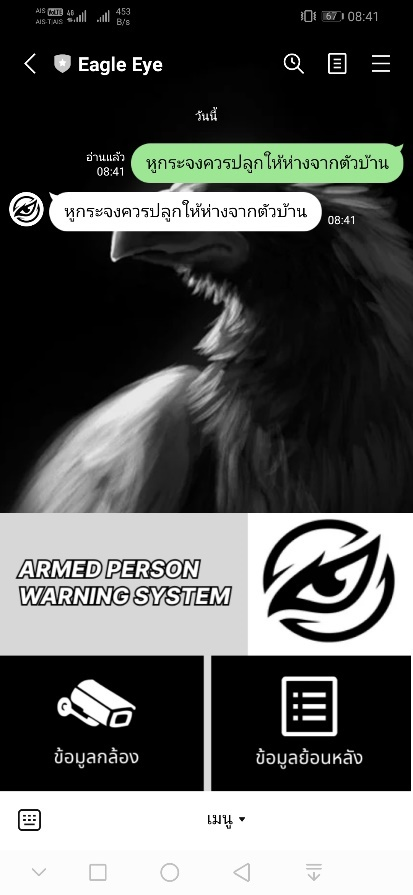 AIS VoLTE 4G 453 B/s 67 08:41
AIS-T:AIS
Eagle Eye
วันนี้
อ่านแล้ว
08:41
หูกระจงควรปลูกให้ห่างจากตัวบ้าน
หูกระจงควรปลูกให้ห่างจากตัวบ้าน
08:41
ARMED PERSON
WARNING SYSTEM
ข้อมูลกล้อง
ข้อมูลย้อนหลัง
เมนู